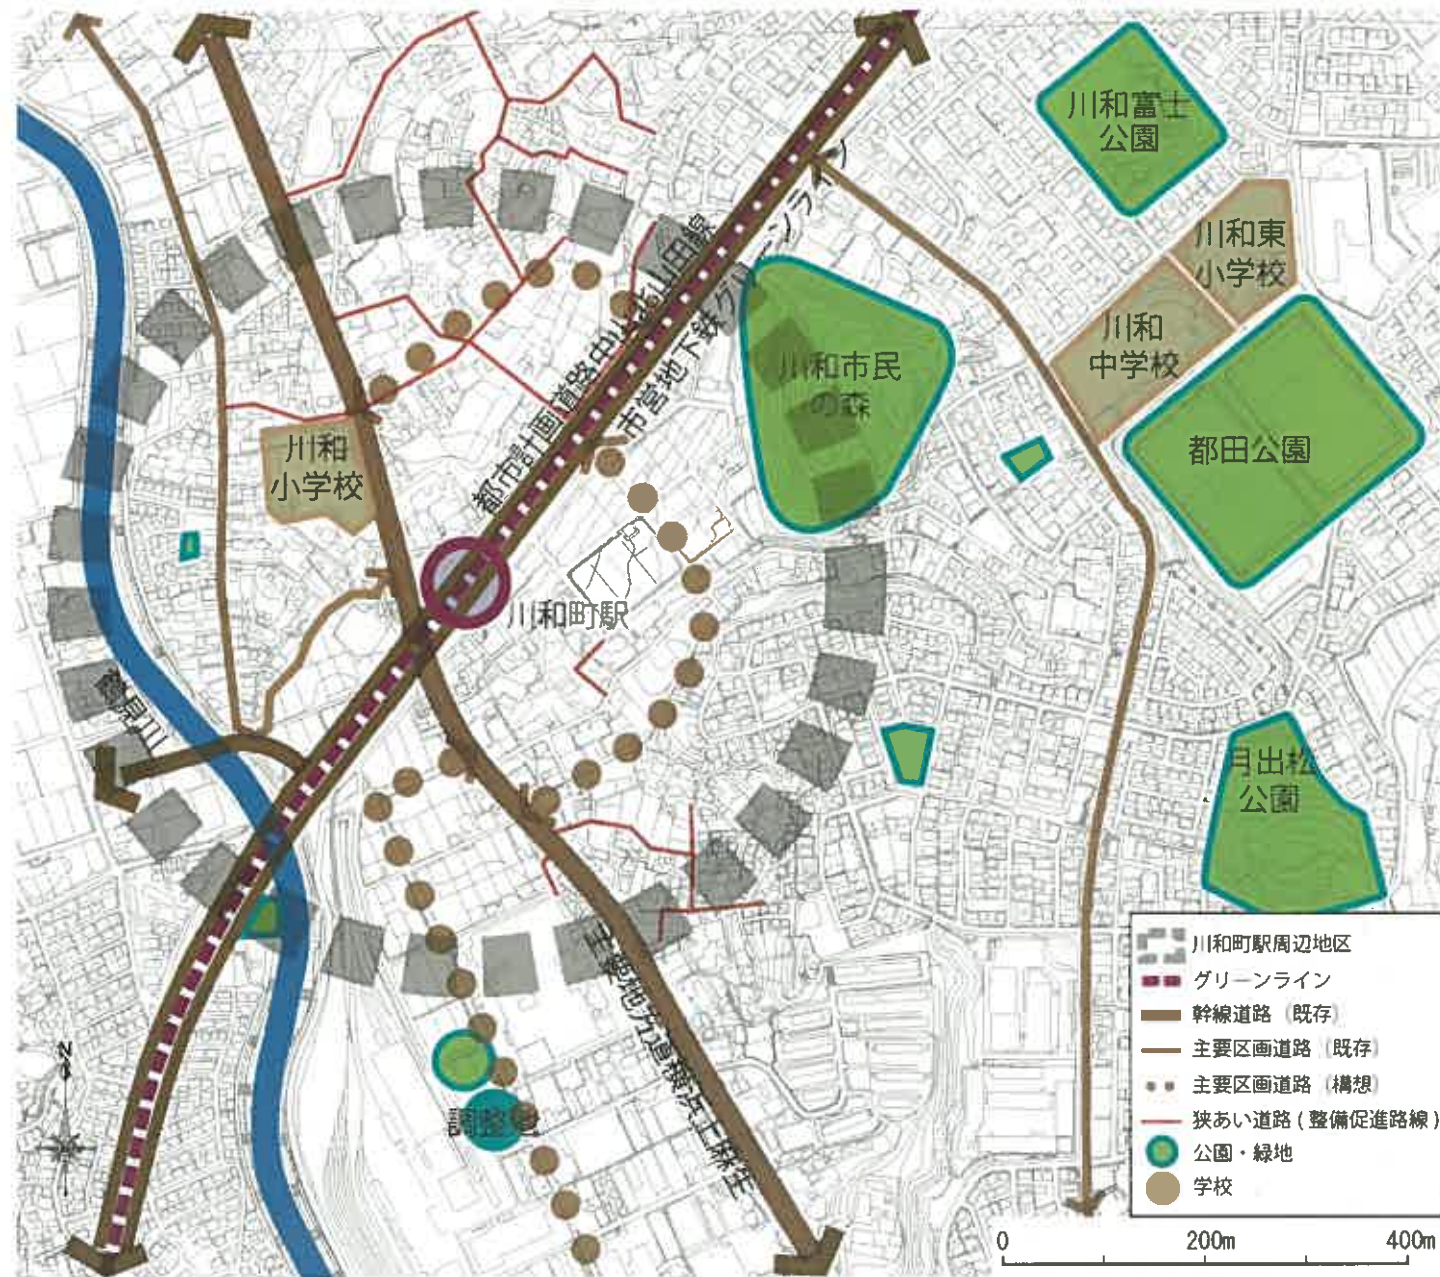 川和富士
公園
川和東
小学校
川和
中学校
都市計画道路中山北山田線
市営地下鉄グリーンライン
川和市民
の森
都田公園
川和
小学校
川和町駅
鶴見川
月出松
公園
主要地方道横浜上麻生
調整池
川和町駅周辺地区
グリーンライン
幹線道路（既存）
主要区画道路（既存）
主要区画道路（構想）
狭あい道路(整備促進路線)
公園・緑地
学校
0 200m 400m